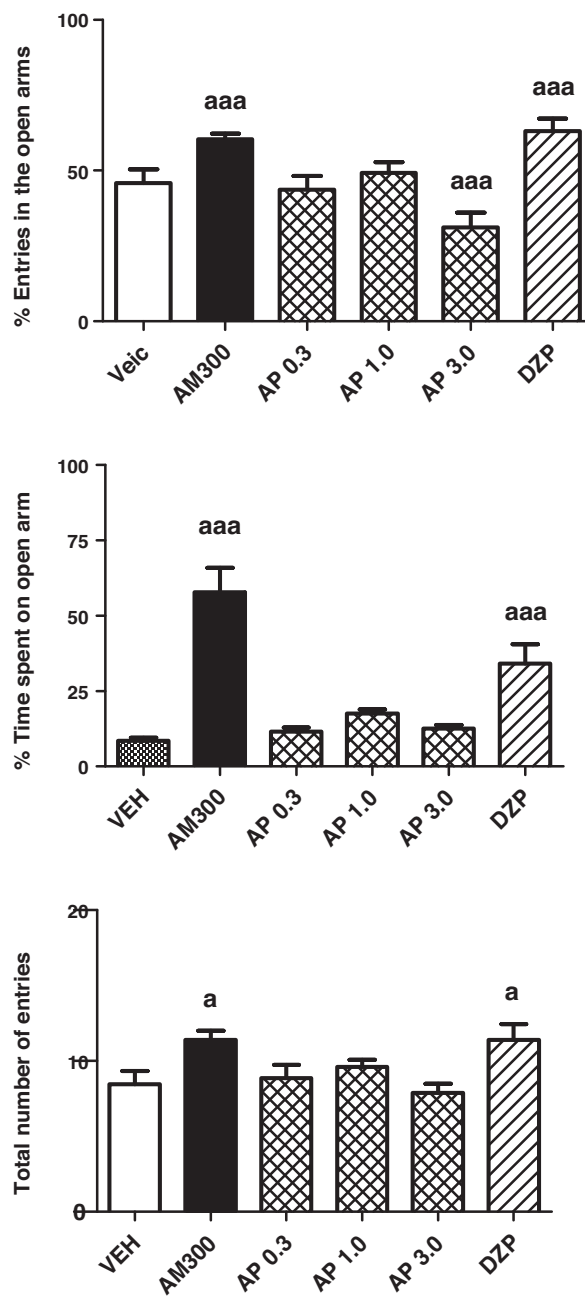 100
50
0
% Entries in the open arms
aaa
aaa
aaa
Veic
AM300
AP 0.3
AP 1.0
AP 3.0
DZP
100
75
50
25
0
% Time spent on open arm
aaa
aaa
VEH
AM300
AP 0.3
AP 1.0
AP 3.0
DZP
20
10
0
Total number of entries
a
a
VEH
AM300
AP 0.3
AP 1.0
AP 3.0
DZP